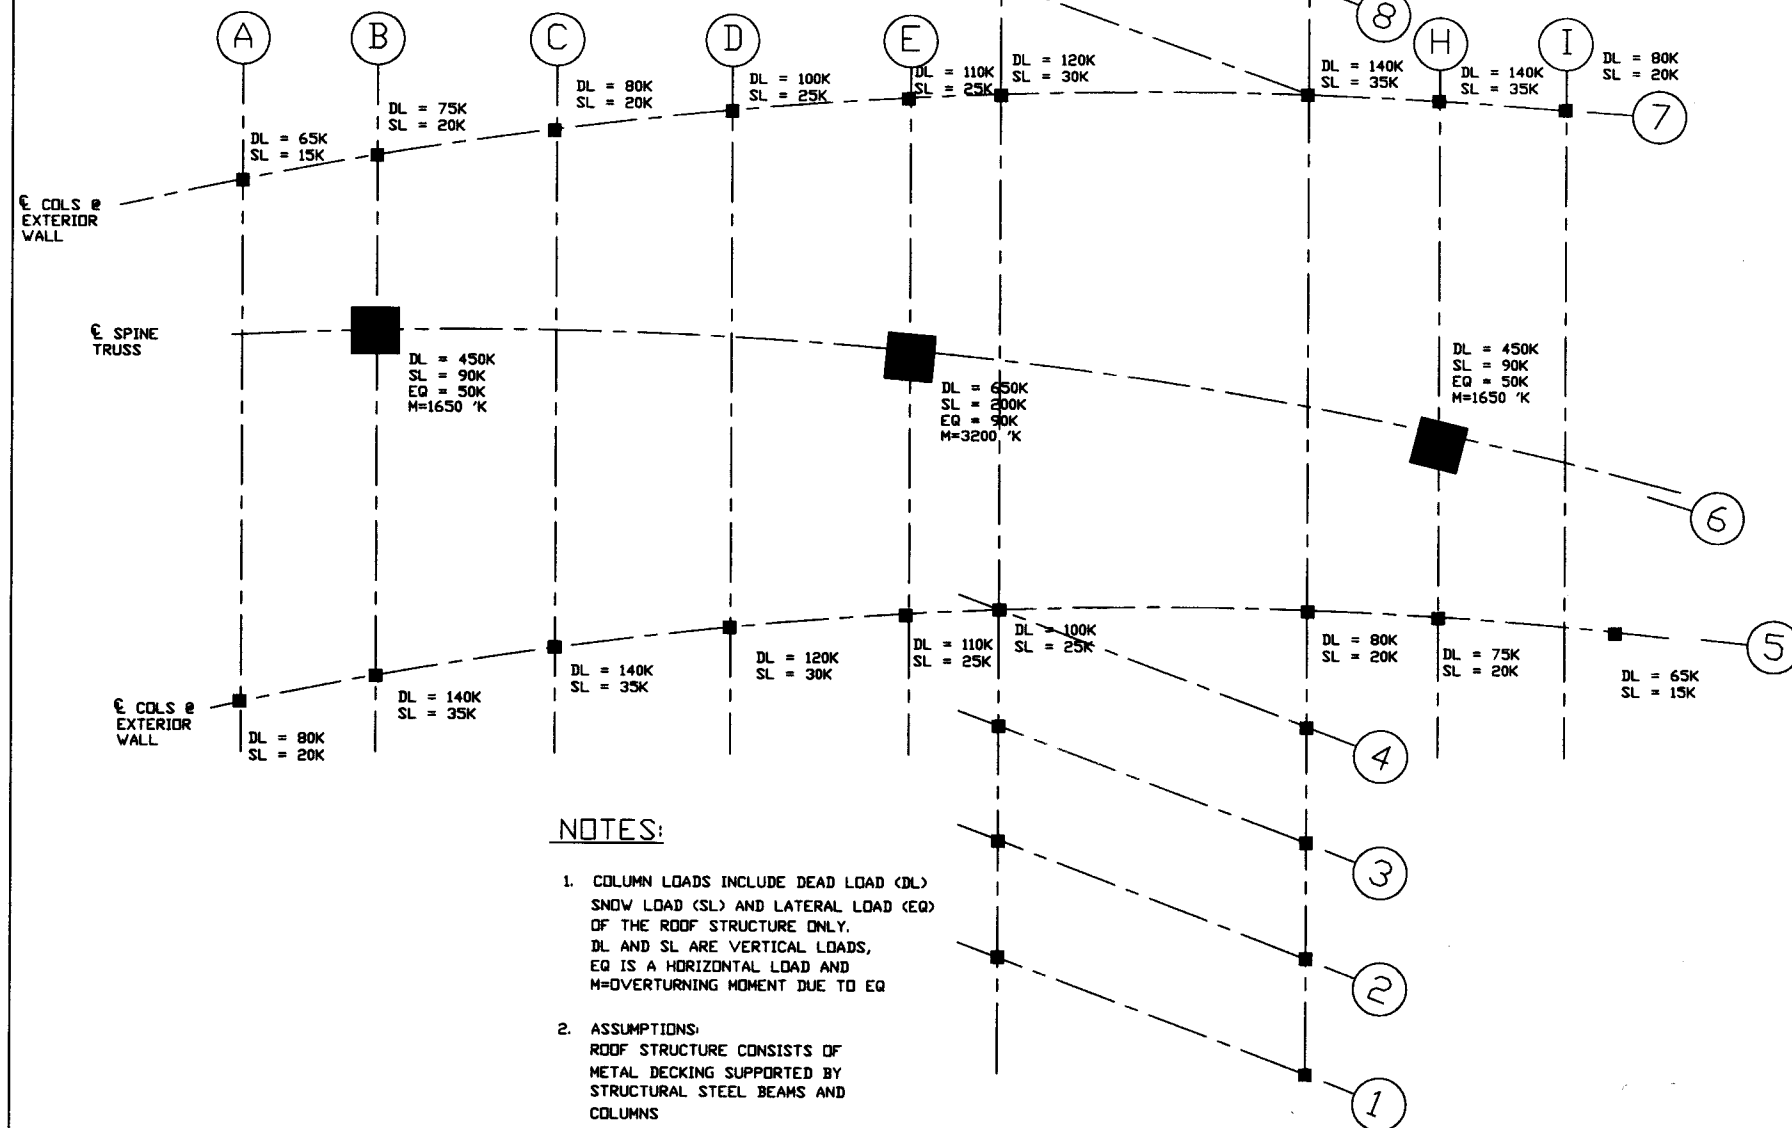 8
A
B
C
D
E
H
I
DL = 65K
SL = 15K
DL = 75K
SL = 20K
DL = 80K
SL = 20K
DL = 100K
SL = 25K
DL = 110K
SL = 25K
DL = 120K
SL = 30K
DL = 140K
SL = 35K
DL = 140K
SL = 35K
DL = 80K
SL = 20K
7
℄ COLS @
EXTERIOR
WALL
℄ SPINE
TRUSS
DL = 450K
SL = 90K
EQ = 50K
M=1650 'K
DL = 650K
SL = 200K
EQ = 90K
M=3200 'K
DL = 450K
SL = 90K
EQ = 50K
M=1650 'K
6
℄ COLS @
EXTERIOR
WALL
DL = 80K
SL = 20K
DL = 140K
SL = 35K
DL = 140K
SL = 35K
DL = 120K
SL = 30K
DL = 110K
SL = 25K
DL = 100K
SL = 25K
DL = 80K
SL = 20K
DL = 75K
SL = 20K
DL = 65K
SL = 15K
5
4
3
2
1
NOTES:
1. COLUMN LOADS INCLUDE DEAD LOAD (DL)
SNOW LOAD (SL) AND LATERAL LOAD (EQ)
OF THE ROOF STRUCTURE ONLY.
DL AND SL ARE VERTICAL LOADS,
EQ IS A HORIZONTAL LOAD AND
M=OVERTURNING MOMENT DUE TO EQ
2. ASSUMPTIONS:
ROOF STRUCTURE CONSISTS OF
METAL DECKING SUPPORTED BY
STRUCTURAL STEEL BEAMS AND
COLUMNS